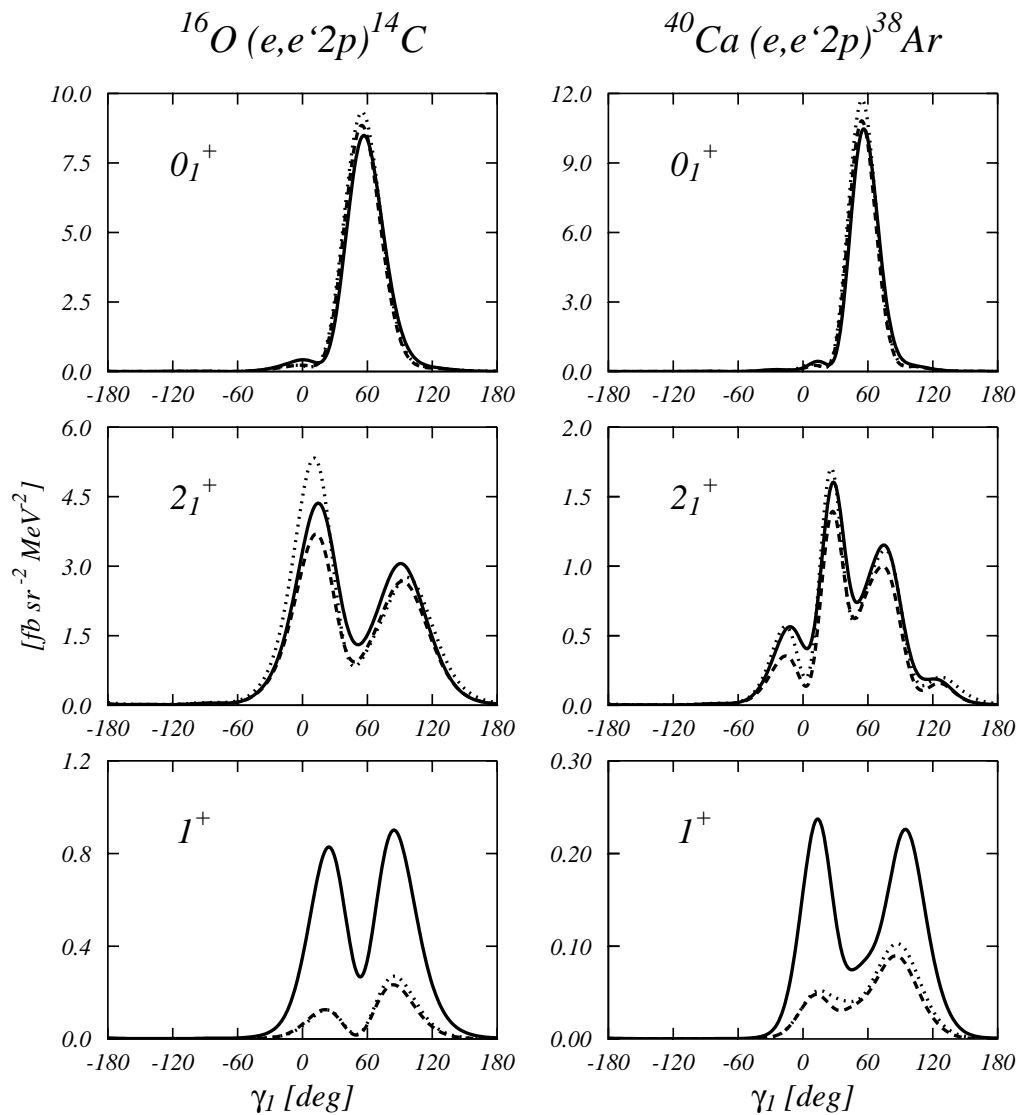 ¹⁶O (e,e‘2p)¹⁴C ⁴⁰Ca (e,e‘2p)³⁸Ar
10.0 12.0
0₁⁺ 0₁⁺
7.5 9.0
5.0 6.0
2.5 3.0
0.0 0.0
-180 -120 -60 0 60 120 180 -180 -120 -60 0 60 120 180
6.0 2.0
2₁⁺ 2₁⁺
4.5 1.5
3.0 1.0
1.5 0.5
0.0 0.0
[fb sr⁻² MeV⁻²]
-180 -120 -60 0 60 120 180 -180 -120 -60 0 60 120 180
1.2 0.30
1⁺ 1⁺
0.8 0.20
0.4 0.10
0.0 0.00
-180 -120 -60 0 60 120 180 -180 -120 -60 0 60 120 180
γ₁ [deg] γ₁ [deg]